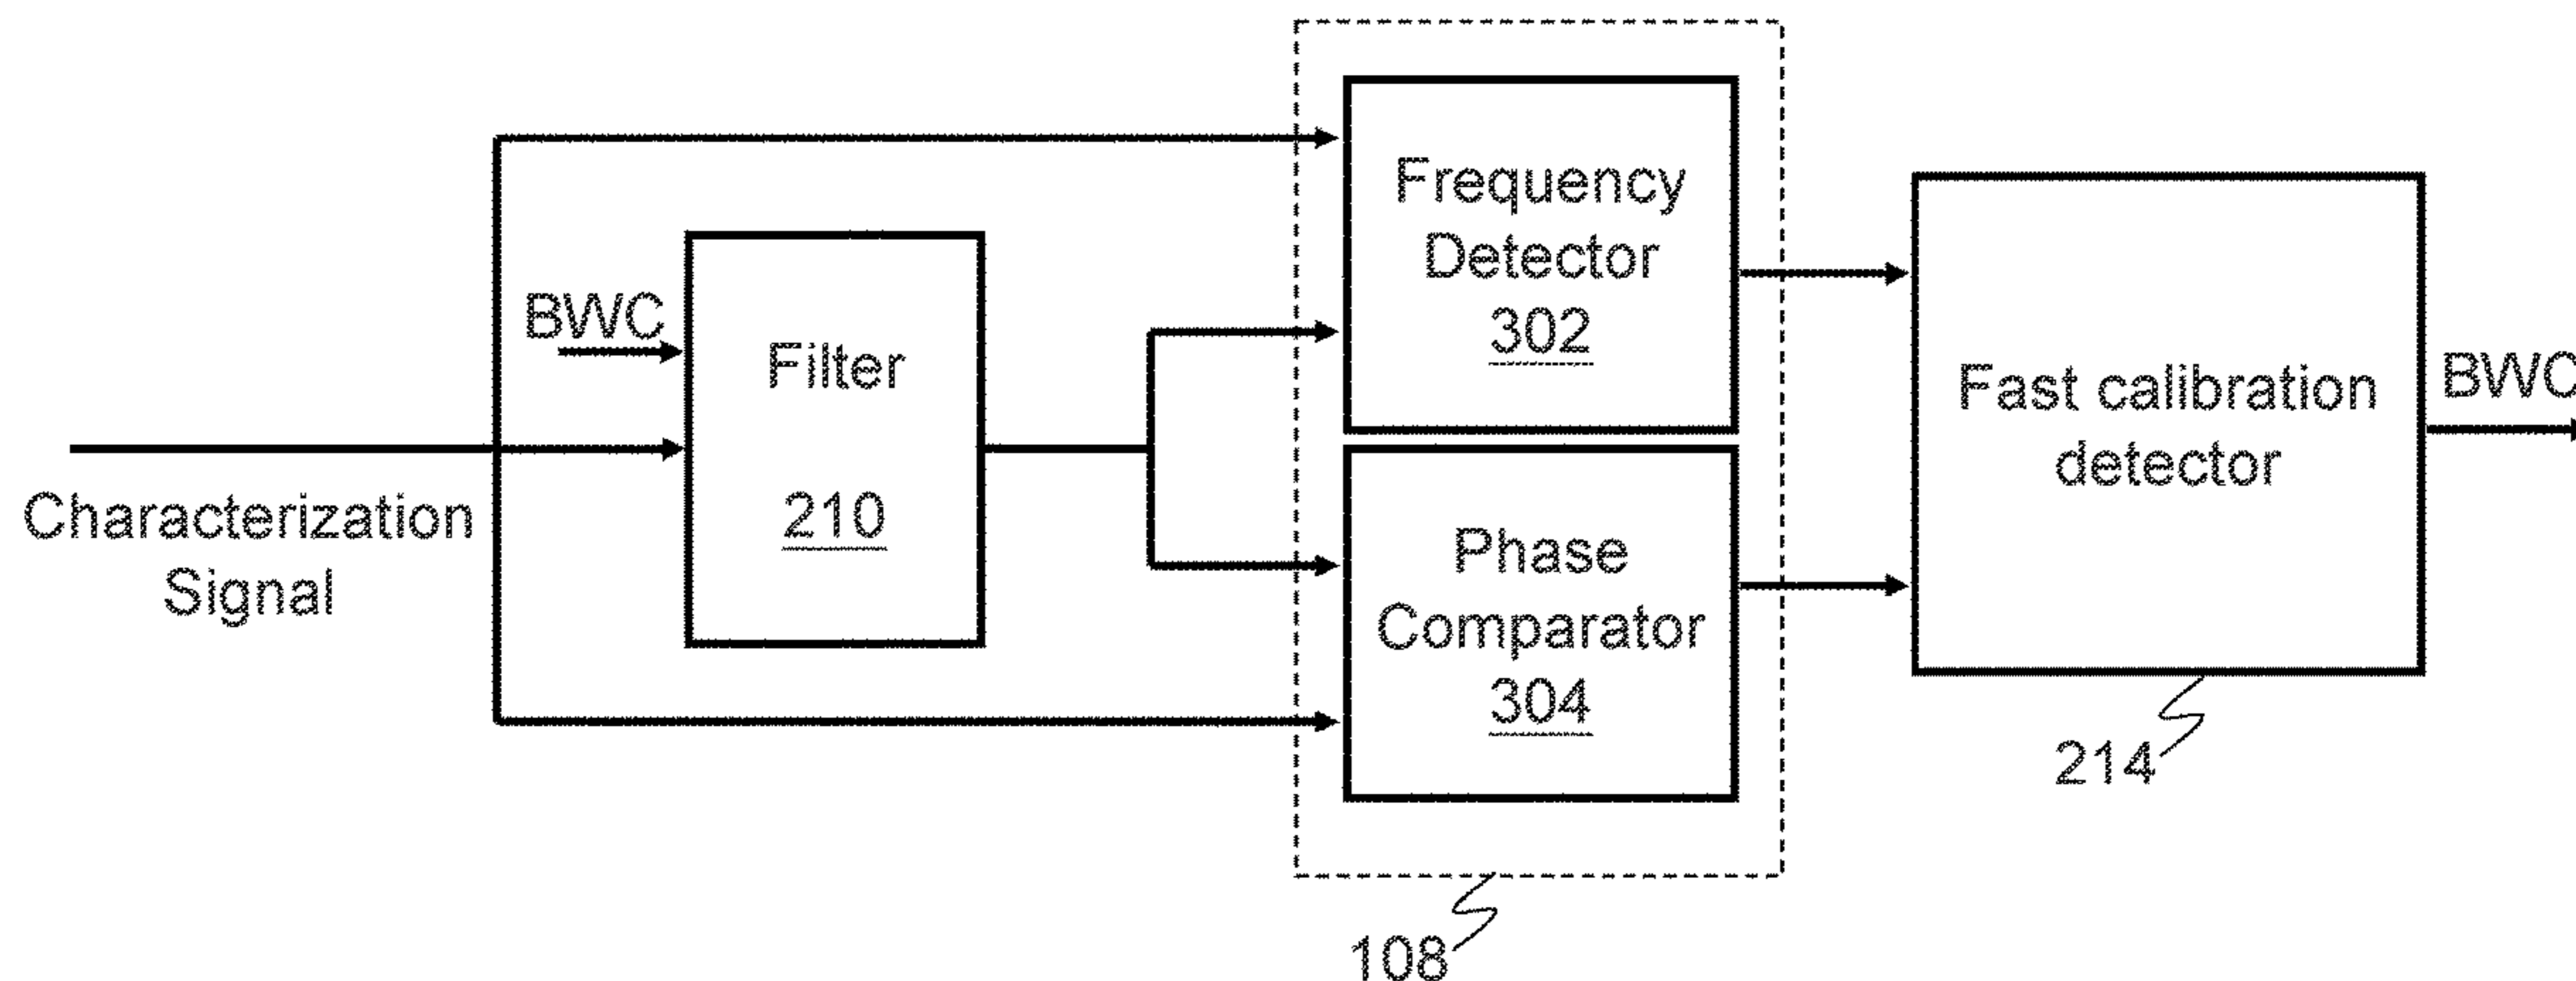 Characterization
Signal
BWC
Filter
210
Frequency
Detector
302
Phase
Comparator
304
108
Fast calibration
detector
214
BWC